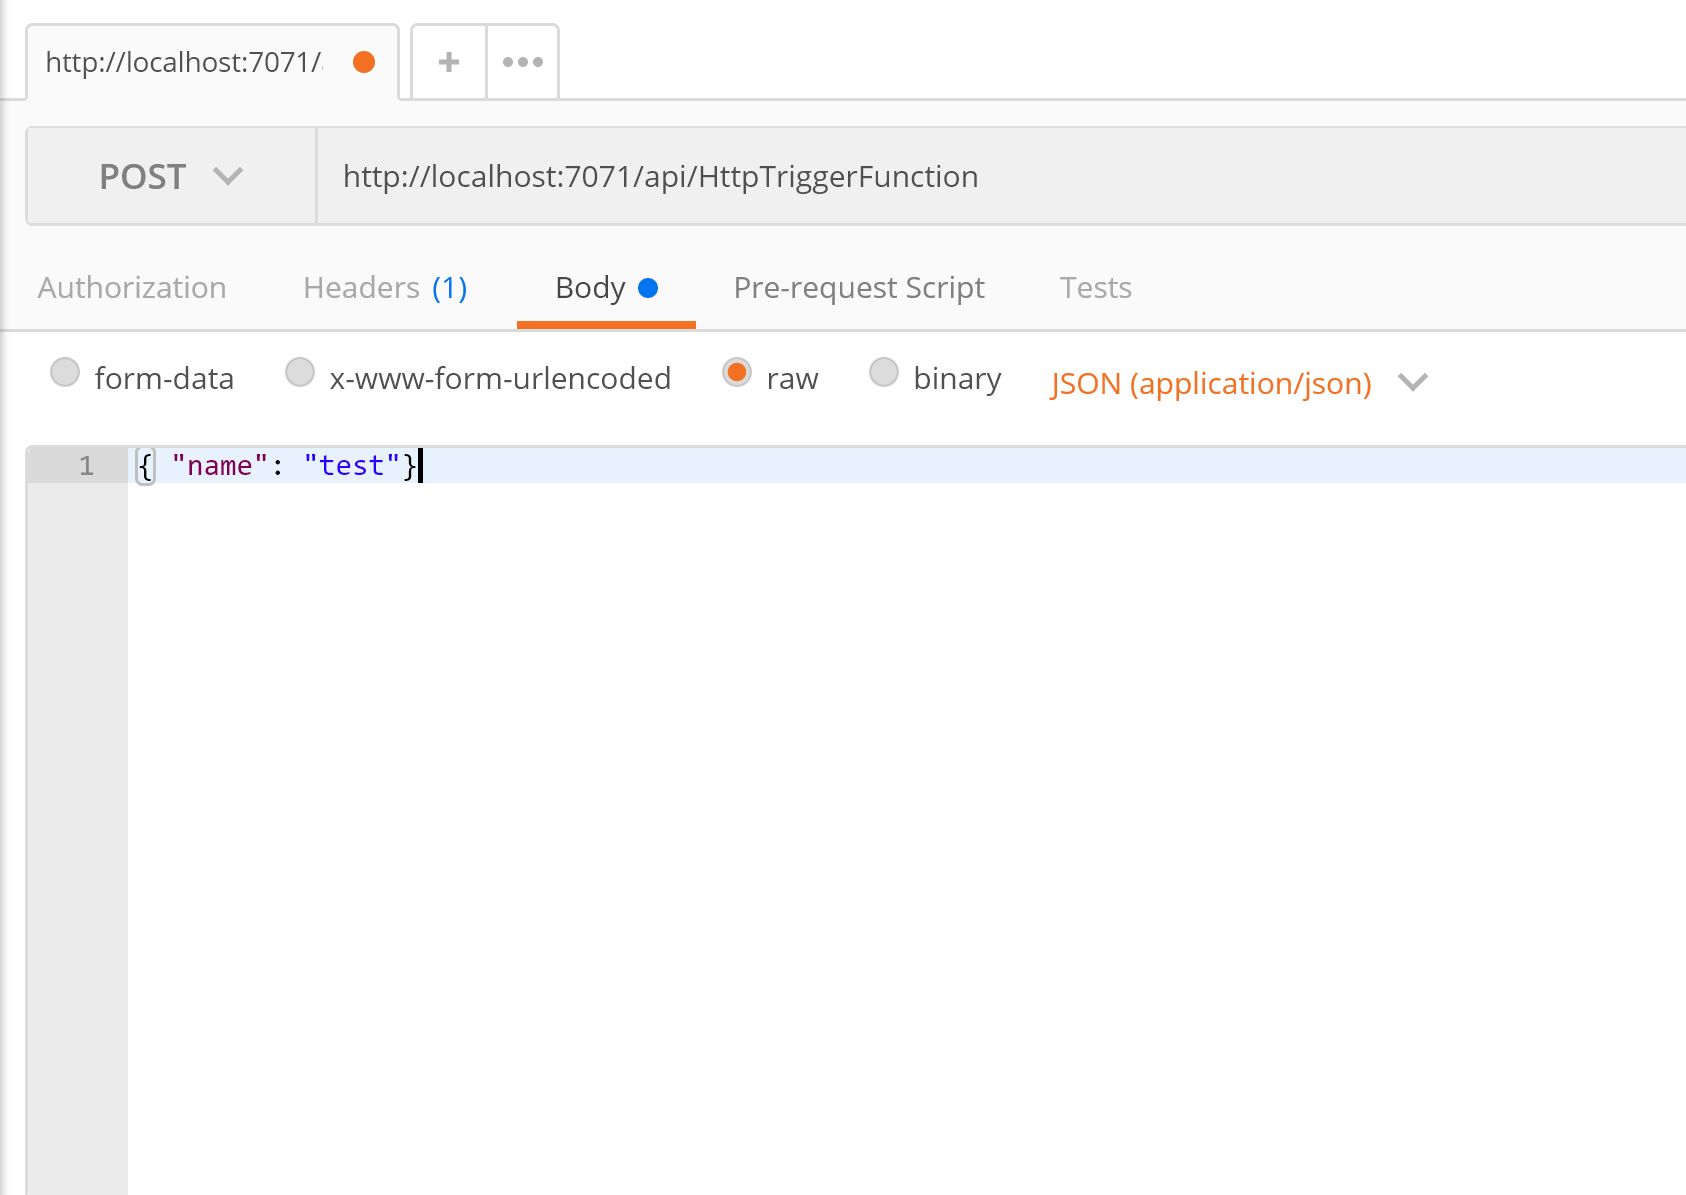 http://localhost:7071/
POST http://localhost:7071/api/HttpTriggerFunction
Authorization Headers (1) Body Pre-request Script Tests
form-data x-www-form-urlencoded raw binary JSON (application/json)
1 { "name": "test"}